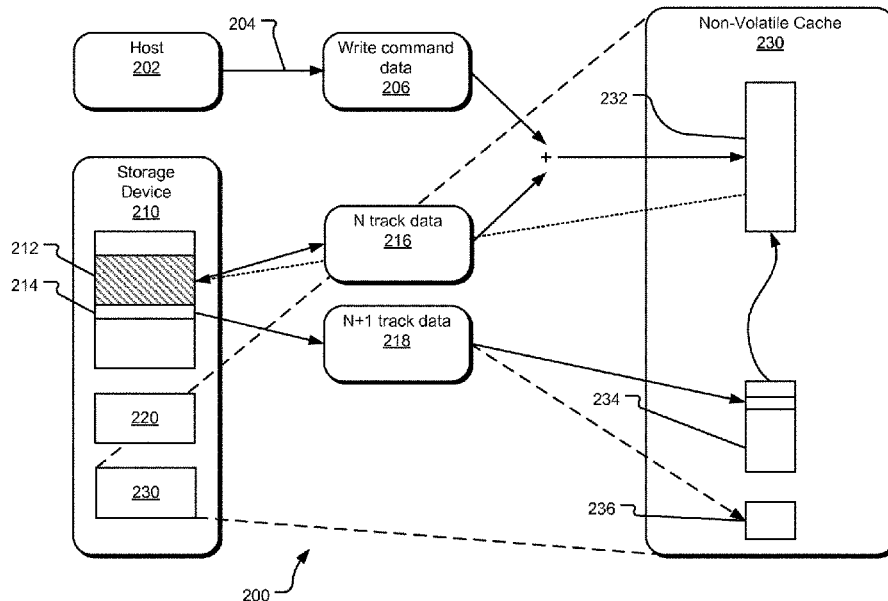 204
Host
202
Write command
data
206
Non-Volatile Cache
230
232
Storage
Device
210
N track data
216
212
214
N+1 track data
218
234
220
230
236
200